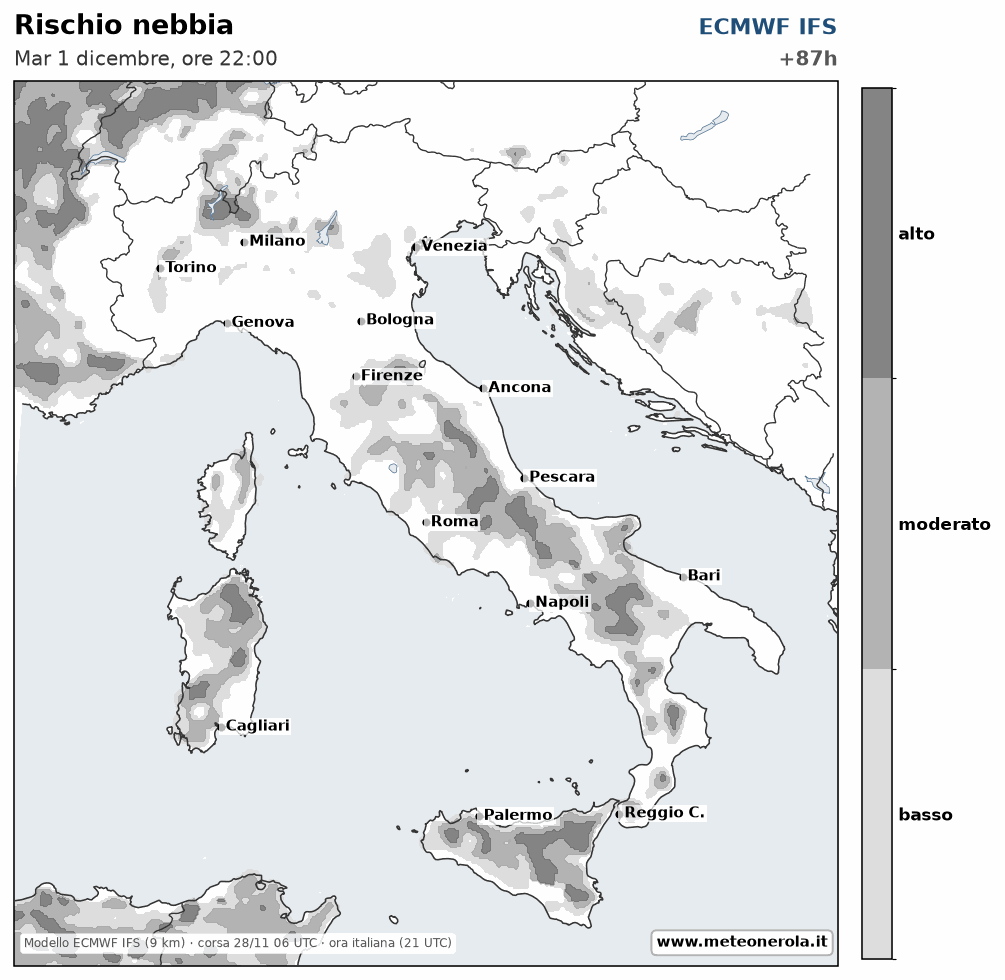 Rischio nebbia
ECMWF IFS
Mar 1 dicembre, ore 22:00
+87h
alto
moderato
basso
Milano
Venezia
Torino
Genova
Bologna
Firenze
Ancona
Pescara
Roma
Bari
Napoli
Cagliari
Palermo
Reggio C.
Modello ECMWF IFS (9 km) · corsa 28/11 06 UTC · ora italiana (21 UTC)
www.meteonerola.it